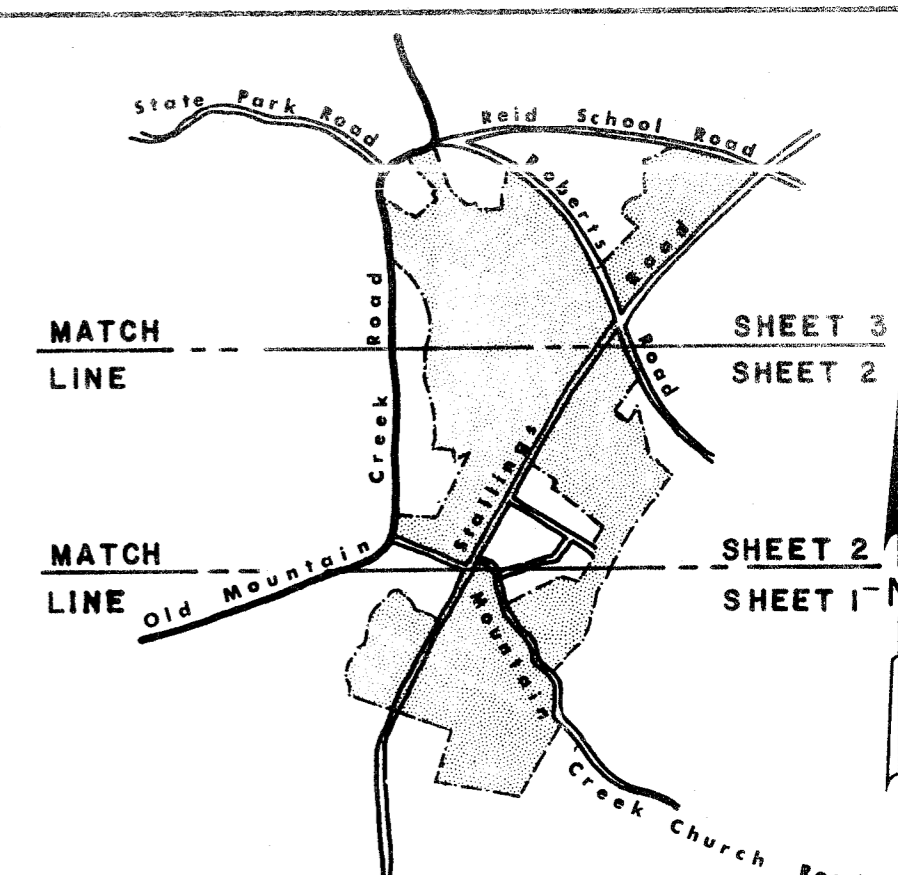 State Park Road
Reid School Road
Roberts Road
Stallings Road
MATCH
LINE
SHEET 3
SHEET 2
Old Mountain Creek Road
MATCH
LINE
SHEET 2
SHEET 1
Mountain Creek Church